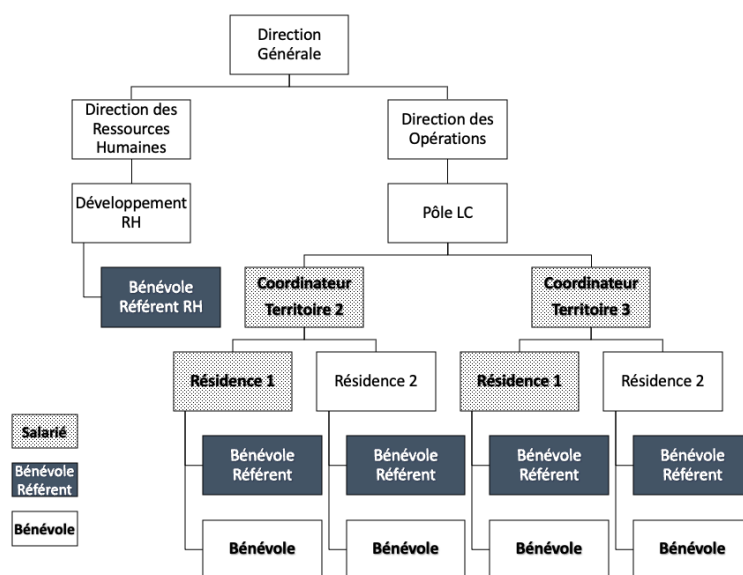 Direction
Générale
Direction des
Ressources
Humaines
Direction des
Opérations
Développement
RH
Pôle LC
Bénévole
Référent RH
Coordinateur
Territoire 2
Coordinateur
Territoire 3
Résidence 1
Résidence 2
Résidence 1
Résidence 2
Salarié
Bénévole
Référent
Bénévole
Bénévole
Référent
Bénévole
Référent
Bénévole
Référent
Bénévole
Référent
Bénévole
Bénévole
Bénévole
Bénévole